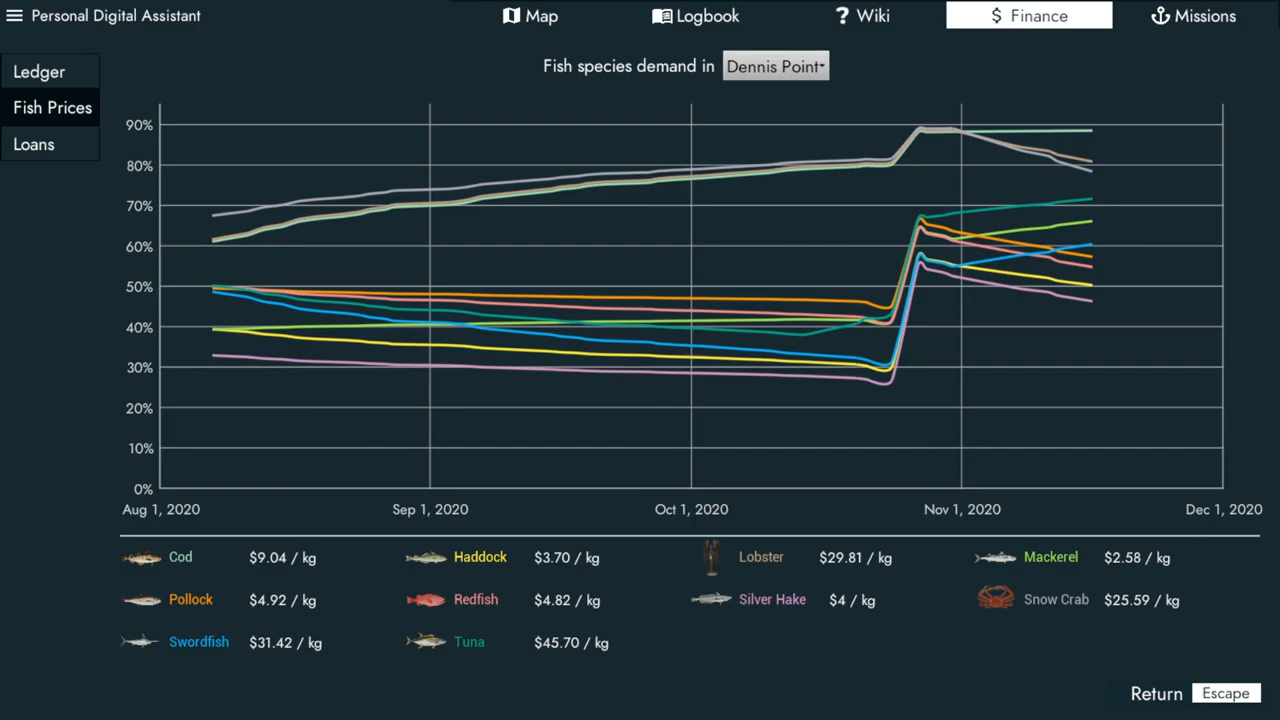 Personal Digital Assistant Map Logbook Wiki Finance Missions
Ledger
Fish Prices
Loans
Fish species demand in Dennis Point
90%
80%
70%
60%
50%
40%
30%
20%
10%
0%
Aug 1, 2020 Sep 1, 2020 Oct 1, 2020 Nov 1, 2020 Dec 1, 2020
Cod $9.04 / kg Haddock $3.70 / kg Lobster $29.81 / kg Mackerel $2.58 / kg
Pollock $4.92 / kg Redfish $4.82 / kg Silver Hake $4 / kg Snow Crab $25.59 / kg
Swordfish $31.42 / kg Tuna $45.70 / kg
Return Escape